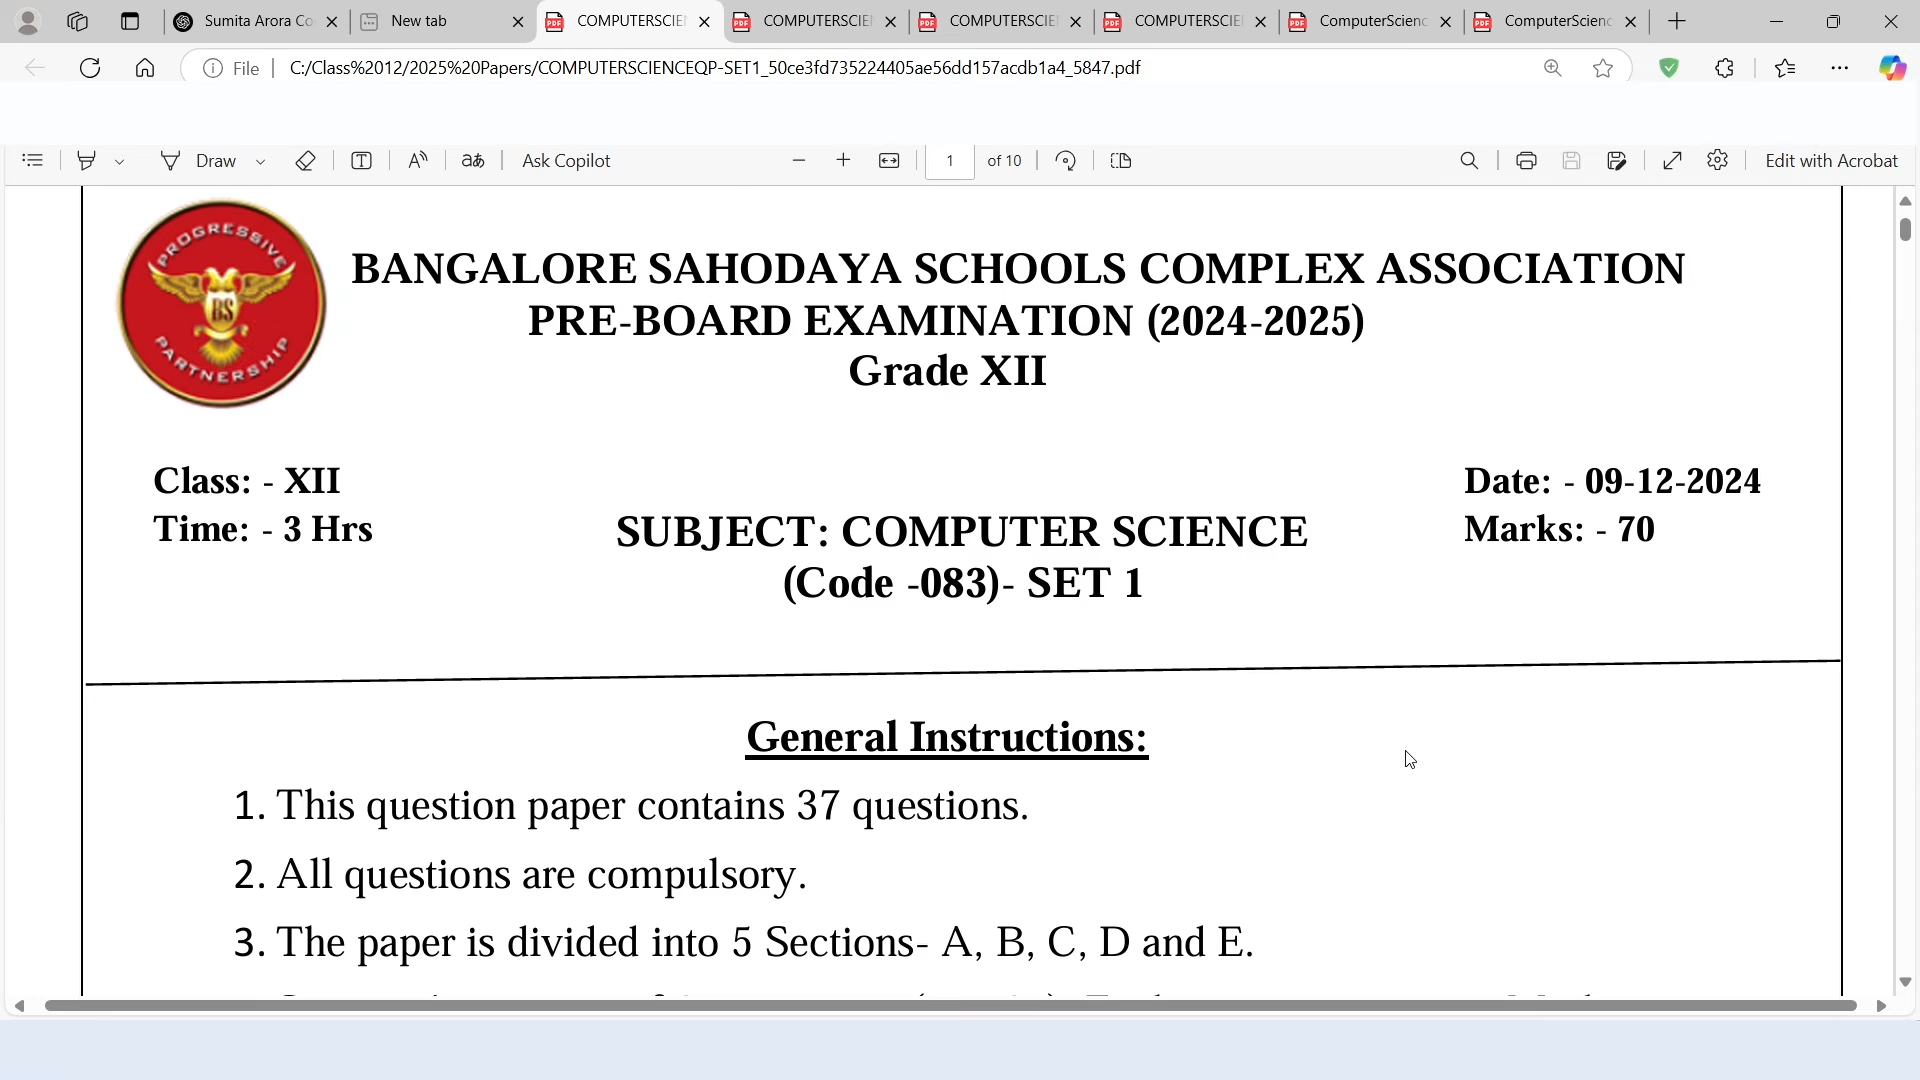 Sumita Arora Co
New tab
COMPUTERSCIE
COMPUTERSCIE
COMPUTERSCIE
COMPUTERSCIE
ComputerScienc
ComputerScienc
File
C:/Class%2012/2025%20Papers/COMPUTERSCIENCEQP-SET1_50ce3fd735224405ae56dd157acdb1a4_5847.pdf
Draw
Ask Copilot
1 of 10
Edit with Acrobat
PROGRESSIVE
BS
PARTNERSHIP
BANGALORE SAHODAYA SCHOOLS COMPLEX ASSOCIATION
PRE-BOARD EXAMINATION (2024-2025)
Grade XII
Class: - XII
Date: - 09-12-2024
Time: - 3 Hrs
Marks: - 70
SUBJECT: COMPUTER SCIENCE
(Code -083)- SET 1
General Instructions:
1. This question paper contains 37 questions.
2. All questions are compulsory.
3. The paper is divided into 5 Sections- A, B, C, D and E.